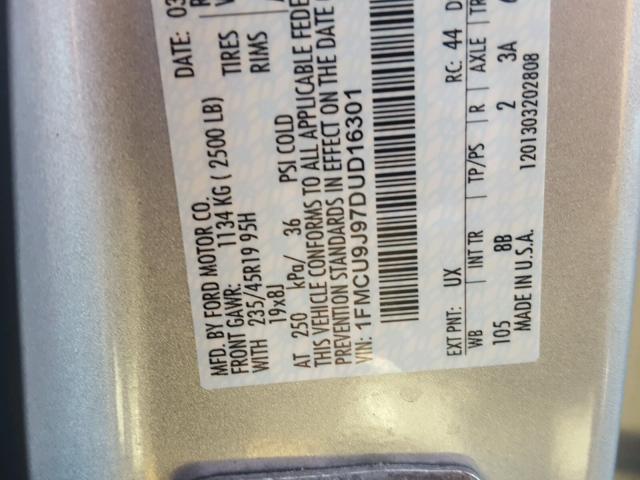 MFD. BY FORD MOTOR CO.
DATE: 03
FRONT GAWR: 1134 KG ( 2500 LB)
WITH 235/45R19 95H TIRES
19x8J RIMS
AT 250 kPa/ 36 PSI COLD
THIS VEHICLE CONFORMS TO ALL APPLICABLE FEDE
PREVENTION STANDARDS IN EFFECT ON THE DATE
VIN: 1FMCU9J97DUD16301
EXT PNT: UX RC: 44 D
WB INT TR TP/PS R AXLE TR
105 8B 2 3A
MADE IN U.S.A. 1201303202808